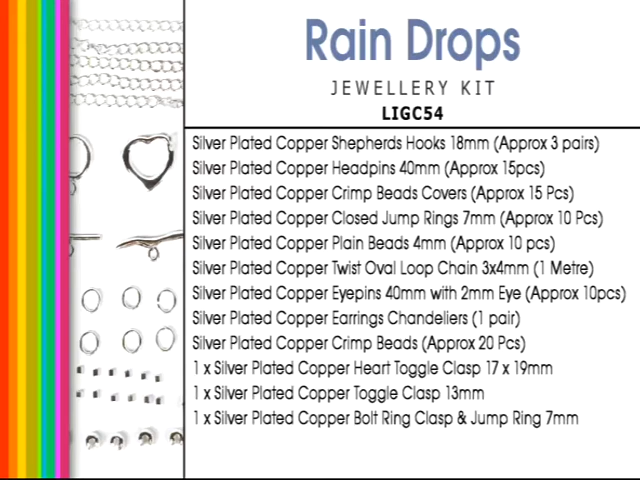 Rain Drops
JEWELLERY KIT
LIGC54
Silver Plated Copper Shepherds Hooks 18mm (Approx 3 pairs)
Silver Plated Copper Headpins 40mm (Approx 15pcs)
Silver Plated Copper Crimp Beads Covers (Approx 15 Pcs)
Silver Plated Copper Closed Jump Rings 7mm (Approx 10 Pcs)
Silver Plated Copper Plain Beads 4mm (Approx 10 pcs)
Silver Plated Copper Twist Oval Loop Chain 3x4mm (1 Metre)
Silver Plated Copper Eyepins 40mm with 2mm Eye (Approx 10pcs)
Silver Plated Copper Earrings Chandeliers (1 pair)
Silver Plated Copper Crimp Beads (Approx 20 Pcs)
1 x Silver Plated Copper Heart Toggle Clasp 17 x 19mm
1 x Silver Plated Copper Toggle Clasp 13mm
1 x Silver Plated Copper Bolt Ring Clasp & Jump Ring 7mm